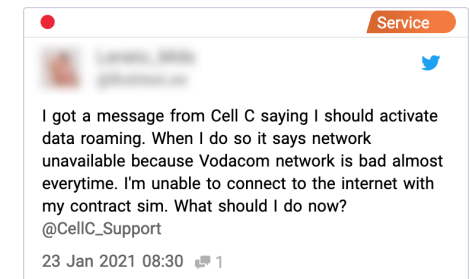 Service
I got a message from Cell C saying I should activate
data roaming. When I do so it says network
unavailable because Vodacom network is bad almost
everytime. I'm unable to connect to the internet with
my contract sim. What should I do now?
@CellC_Support
23 Jan 2021 08:30 1